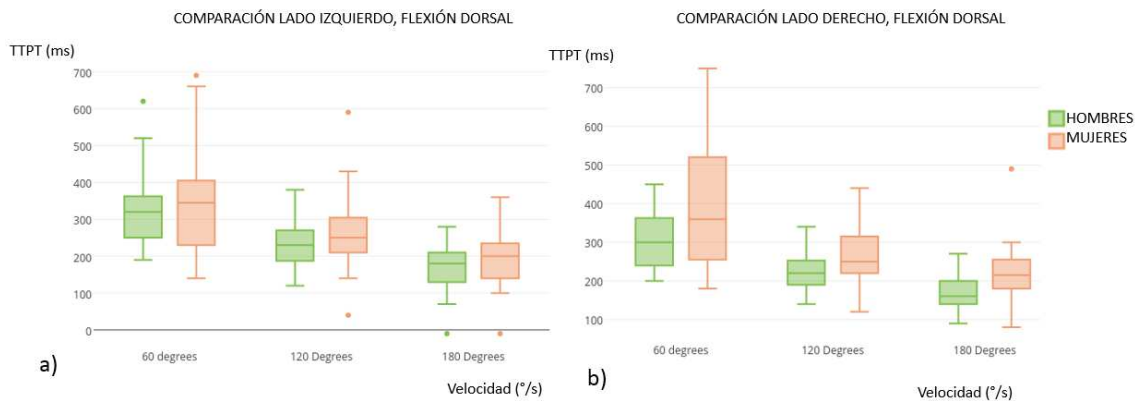 COMPARACIÓN LADO IZQUIERDO, FLEXIÓN DORSAL
TTPT (ms)
700
600
500
400
300
200
100
0
60 degrees
120 Degrees
180 Degrees
a)
Velocidad (°/s)
COMPARACIÓN LADO DERECHO, FLEXIÓN DORSAL
TTPT (ms)
700
600
500
400
300
200
100
60 degrees
120 Degrees
180 Degrees
b)
Velocidad (°/s)
HOMBRES
MUJERES